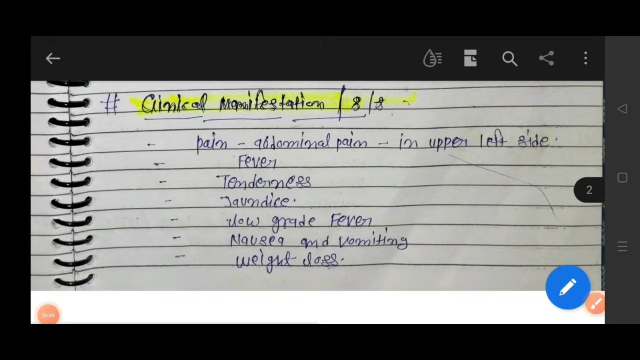 # Clinical Manifestation / s/s -
- Pain - abdominal pain - in upper left side.
- Fever
- Tenderness
- Jaundice.
- Low grade Fever
- Nausea and vomiting
- weight loss.
2